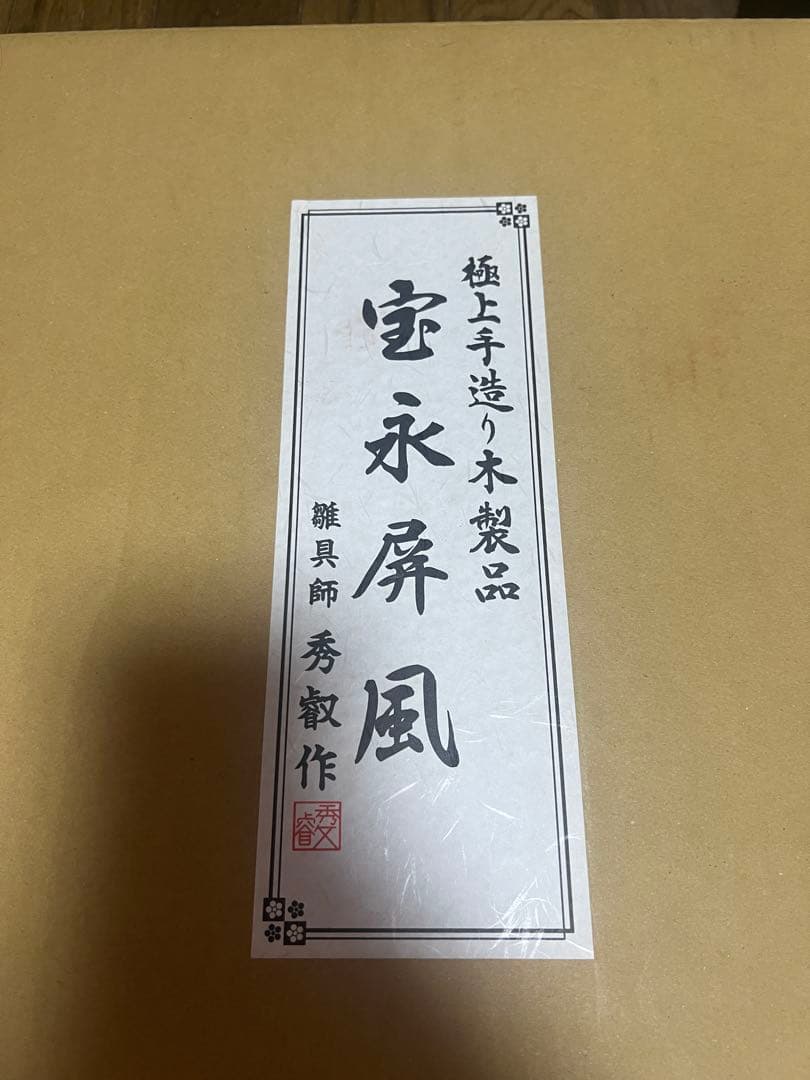 極上手造り木製品
宝永屏風
雛具師 秀叡作
秀叡